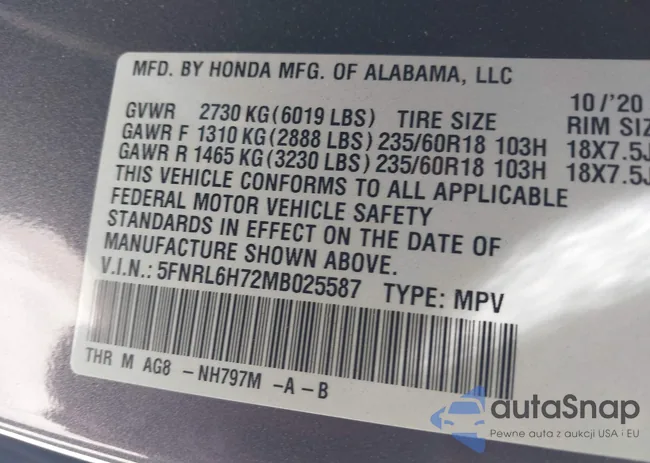 MFD. BY HONDA MFG. OF ALABAMA, LLC
10/'20
GVWR 2730 KG(6019 LBS) TIRE SIZE RIM SIZ
GAWR F 1310 KG(2888 LBS) 235/60R18 103H 18X7.5J
GAWR R 1465 KG(3230 LBS) 235/60R18 103H 18X7.5J
THIS VEHICLE CONFORMS TO ALL APPLICABLE
FEDERAL MOTOR VEHICLE SAFETY
STANDARDS IN EFFECT ON THE DATE OF
MANUFACTURE SHOWN ABOVE.
V.I.N.: 5FNRL6H72MB025587 TYPE: MPV
THR M AG8 -NH797M -A -B
autaSnap
Pewne auta z aukcji USA i EU